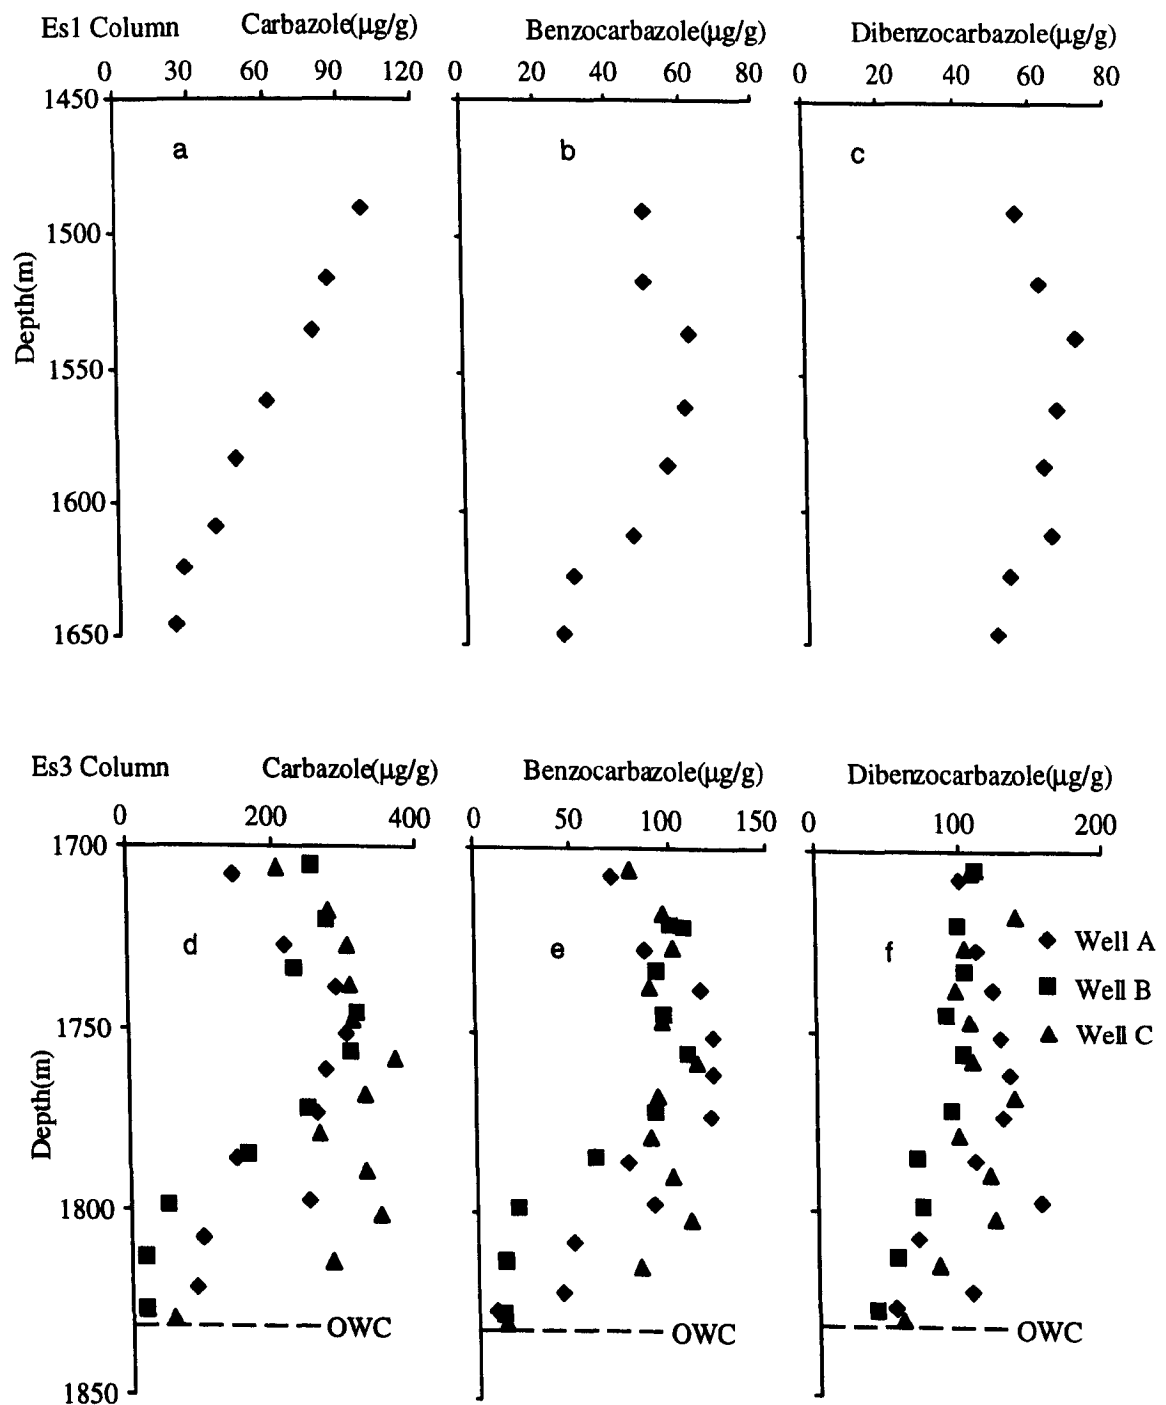 Es1 Column Carbazole(µg/g) Benzocarbazole(µg/g) Dibenzocarbazole(µg/g)
0 30 60 90 120 0 20 40 60 80 0 20 40 60 80
1450
a b c
1500
Depth(m)
1550
1600
1650
Es3 Column Carbazole(µg/g) Benzocarbazole(µg/g) Dibenzocarbazole(µg/g)
0 200 400 0 50 100 150 0 100 200
1700
d e f
Well A
Well B
Well C
1750
Depth(m)
1800
OWC OWC OWC
1850